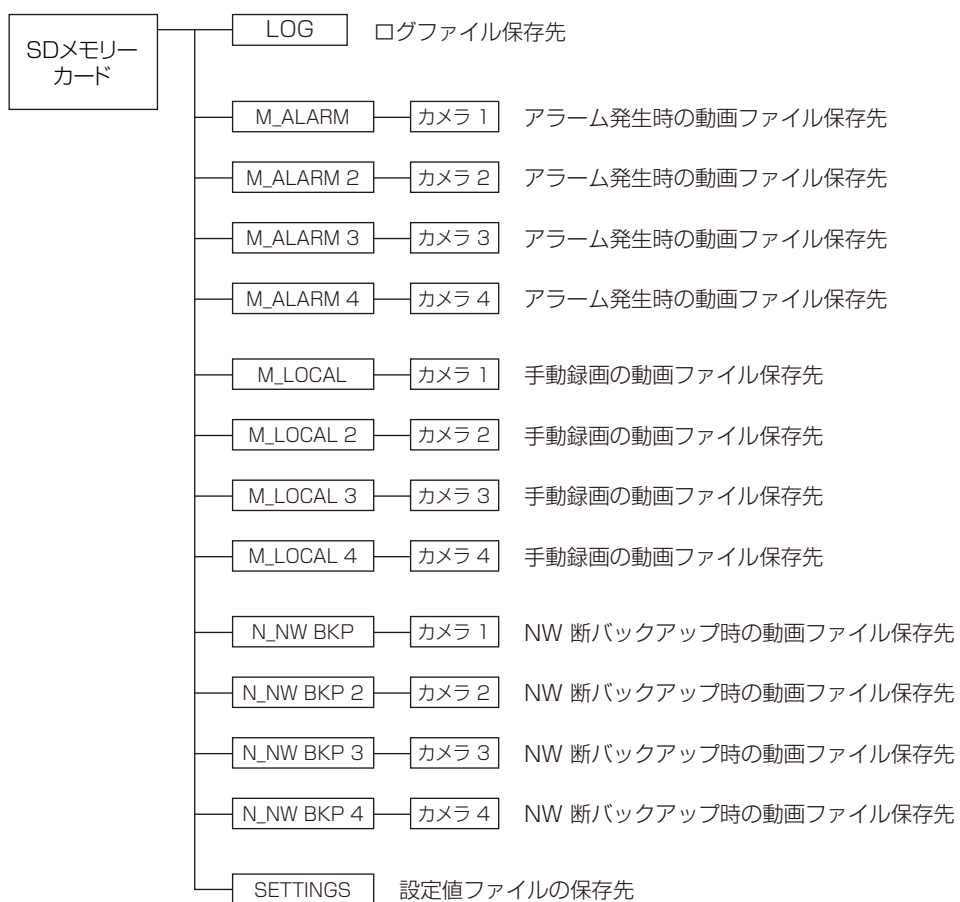 SDメモリー
カード
LOG ログファイル保存先
M_ALARM カメラ 1 アラーム発生時の動画ファイル保存先
M_ALARM 2 カメラ 2 アラーム発生時の動画ファイル保存先
M_ALARM 3 カメラ 3 アラーム発生時の動画ファイル保存先
M_ALARM 4 カメラ 4 アラーム発生時の動画ファイル保存先
M_LOCAL カメラ 1 手動録画の動画ファイル保存先
M_LOCAL 2 カメラ 2 手動録画の動画ファイル保存先
M_LOCAL 3 カメラ 3 手動録画の動画ファイル保存先
M_LOCAL 4 カメラ 4 手動録画の動画ファイル保存先
N_NW BKP カメラ 1 NW 断バックアップ時の動画ファイル保存先
N_NW BKP 2 カメラ 2 NW 断バックアップ時の動画ファイル保存先
N_NW BKP 3 カメラ 3 NW 断バックアップ時の動画ファイル保存先
N_NW BKP 4 カメラ 4 NW 断バックアップ時の動画ファイル保存先
SETTINGS 設定値ファイルの保存先